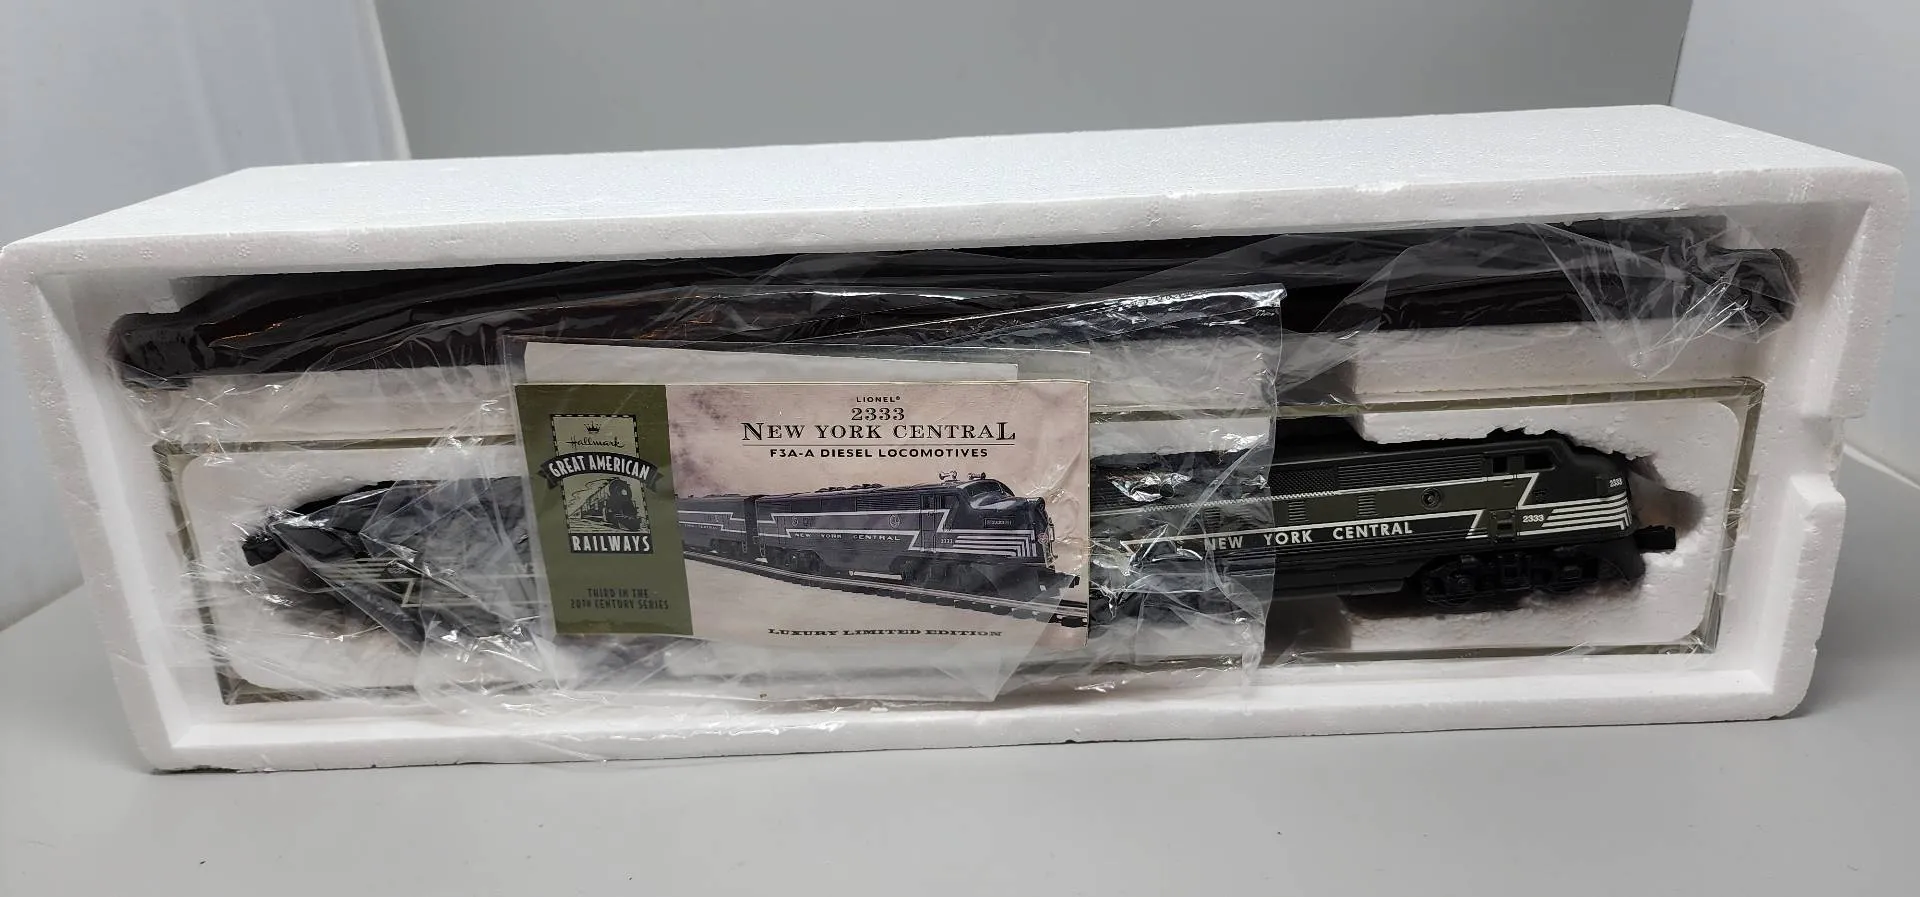 Hallmark
GREAT AMERICAN
RAILWAYS
THIRD IN THE
20TH CENTURY SERIES
LIONEL®
2333
NEW YORK CENTRAL
F3A-A DIESEL LOCOMOTIVES
NEW YORK CENTRAL
2333
LUXURY LIMITED EDITION
NEW YORK CENTRAL
2333
2333